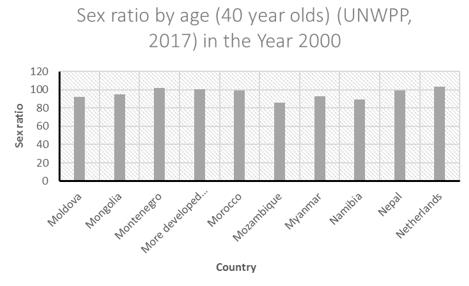 Sex ratio by age (40 year olds) (UNWPP,
2017) in the Year 2000
120
100
80
60
40
20
0
Sex ratio
Moldova
Mongolia
Montenegro
More developed...
Morocco
Mozambique
Myanmar
Namibia
Nepal
Netherlands
Country